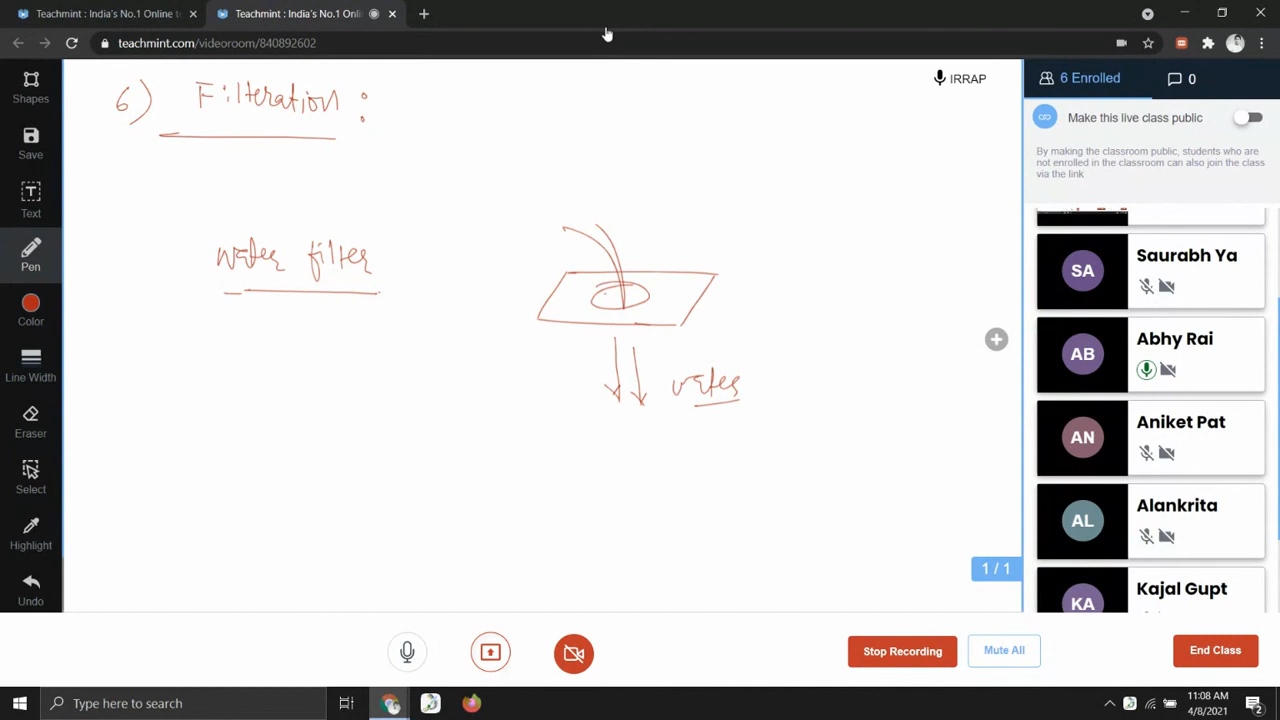 Teachmint : India's No.1 Online t
Teachmint : India's No.1 Onlin
teachmint.com/videoroom/840892602
Shapes
Save
Text
Pen
Color
Line Width
Eraser
Select
Highlight
Undo
6) Filteration :
water filter
water
IRRAP
1 / 1
6 Enrolled
0
Make this live class public
By making the classroom public, students who are
not enrolled in the classroom can also join the class
via the link
SA
Saurabh Ya
AB
Abhy Rai
AN
Aniket Pat
AL
Alankrita
KA
Kajal Gupt
Stop Recording
Mute All
End Class
Type here to search
11:08 AM
4/8/2021
2